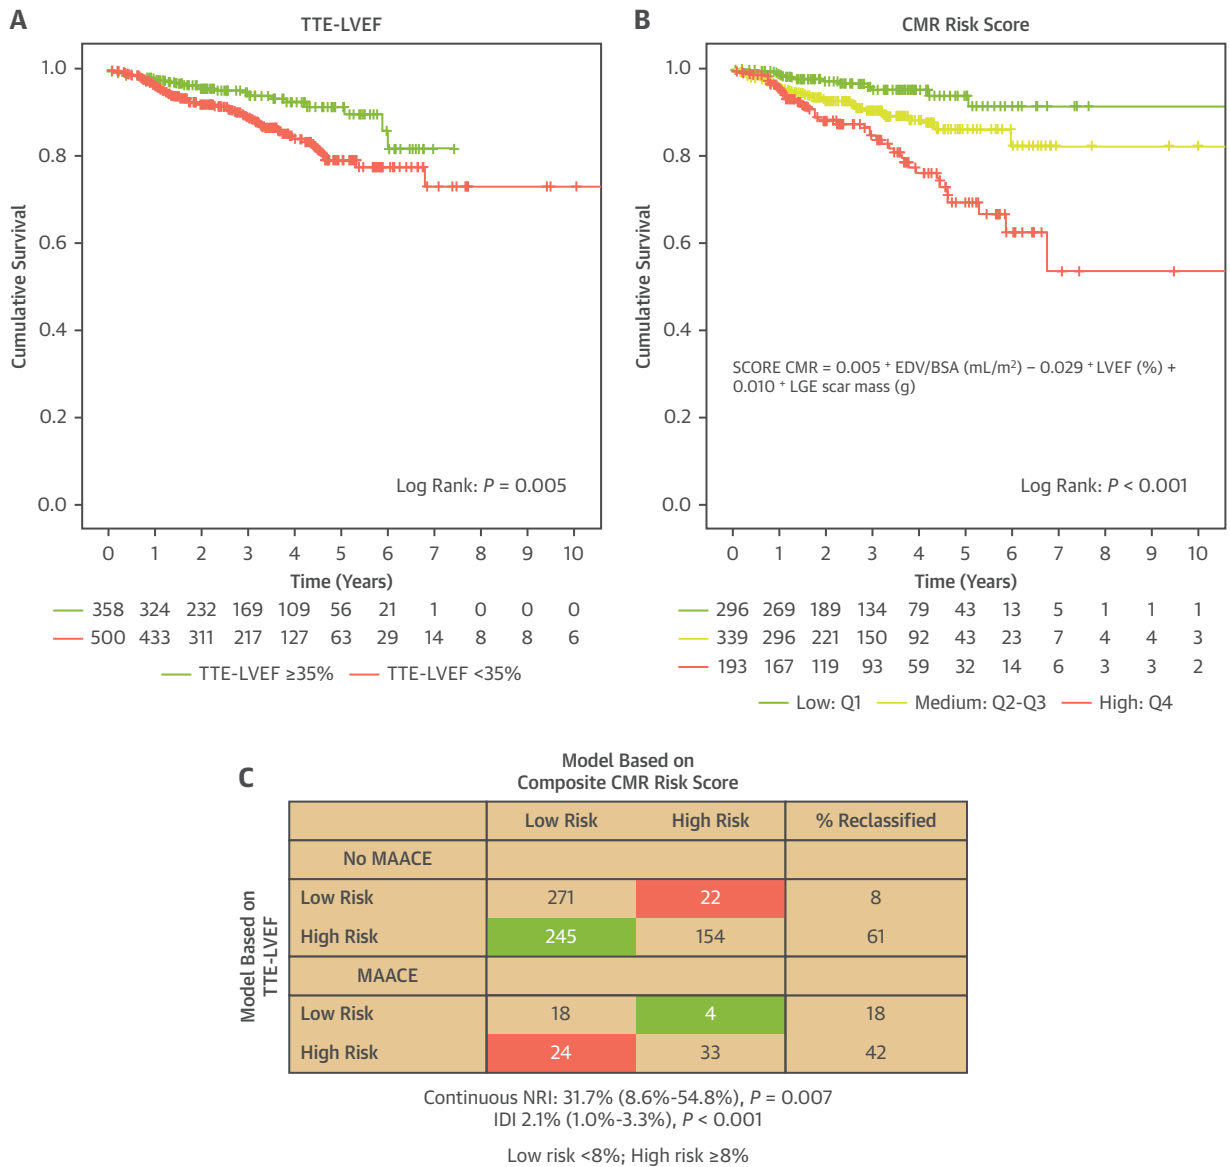 A
TTE-LVEF
Cumulative Survival
1.0
0.8
0.6
0.4
0.2
0.0
Log Rank: P = 0.005
0 1 2 3 4 5 6 7 8 9 10
Time (Years)
358 324 232 169 109 56 21 1 0 0 0
500 433 311 217 127 63 29 14 8 8 6
TTE-LVEF ≥35% TTE-LVEF <35%
B
CMR Risk Score
Cumulative Survival
1.0
0.8
0.6
0.4
0.2
0.0
SCORE CMR = 0.005 + EDV/BSA (mL/m²) − 0.029 + LVEF (%) +
0.010 + LGE scar mass (g)
Log Rank: P < 0.001
0 1 2 3 4 5 6 7 8 9 10
Time (Years)
296 269 189 134 79 43 13 5 1 1 1
339 296 221 150 92 43 23 7 4 4 3
193 167 119 93 59 32 14 6 3 3 2
Low: Q1 Medium: Q2-Q3 High: Q4
C
Model Based on
Composite CMR Risk Score
Model Based on
TTE-LVEF
Low Risk High Risk % Reclassified
No MAACE
Low Risk 271 22 8
High Risk 245 154 61
MAACE
Low Risk 18 4 18
High Risk 24 33 42
Continuous NRI: 31.7% (8.6%-54.8%), P = 0.007
IDI 2.1% (1.0%-3.3%), P < 0.001
Low risk <8%; High risk ≥8%